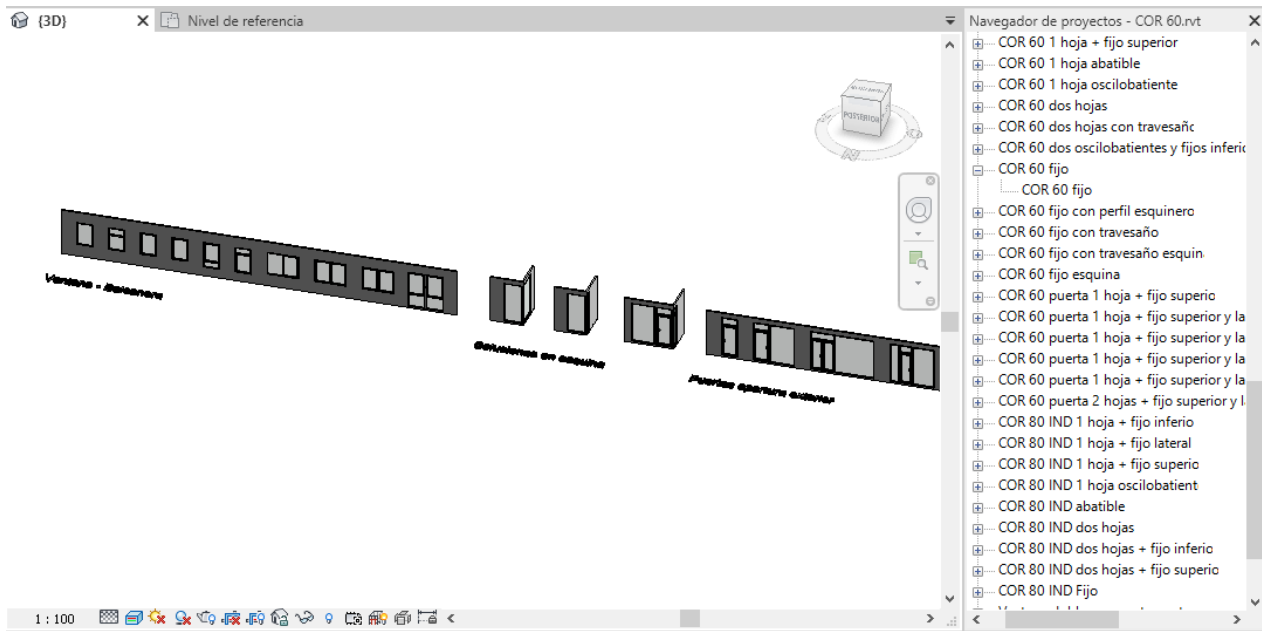 {3D}
Nivel de referencia
Navegador de proyectos - COR 60.rvt
COR 60 1 hoja + fijo superior
COR 60 1 hoja abatible
COR 60 1 hoja oscilobatiente
COR 60 dos hojas
COR 60 dos hojas con travesaño
COR 60 dos oscilobatientes y fijos inferio
COR 60 fijo
COR 60 fijo
COR 60 fijo con perfil esquinero
COR 60 fijo con travesaño
COR 60 fijo con travesaño esquin
COR 60 fijo esquina
COR 60 puerta 1 hoja + fijo superio
COR 60 puerta 1 hoja + fijo superior y la
COR 60 puerta 1 hoja + fijo superior y la
COR 60 puerta 1 hoja + fijo superior y la
COR 60 puerta 1 hoja + fijo superior y la
COR 60 puerta 2 hojas + fijo superior y l
COR 80 IND 1 hoja + fijo inferio
COR 80 IND 1 hoja + fijo lateral
COR 80 IND 1 hoja + fijo superio
COR 80 IND 1 hoja oscilobatient
COR 80 IND abatible
COR 80 IND dos hojas
COR 80 IND dos hojas + fijo inferio
COR 80 IND dos hojas + fijo superio
COR 80 IND Fijo
POSTERIOR
Ventana - Balconera
Soluciones en esquina
Puertas apertura exterior
1 : 100